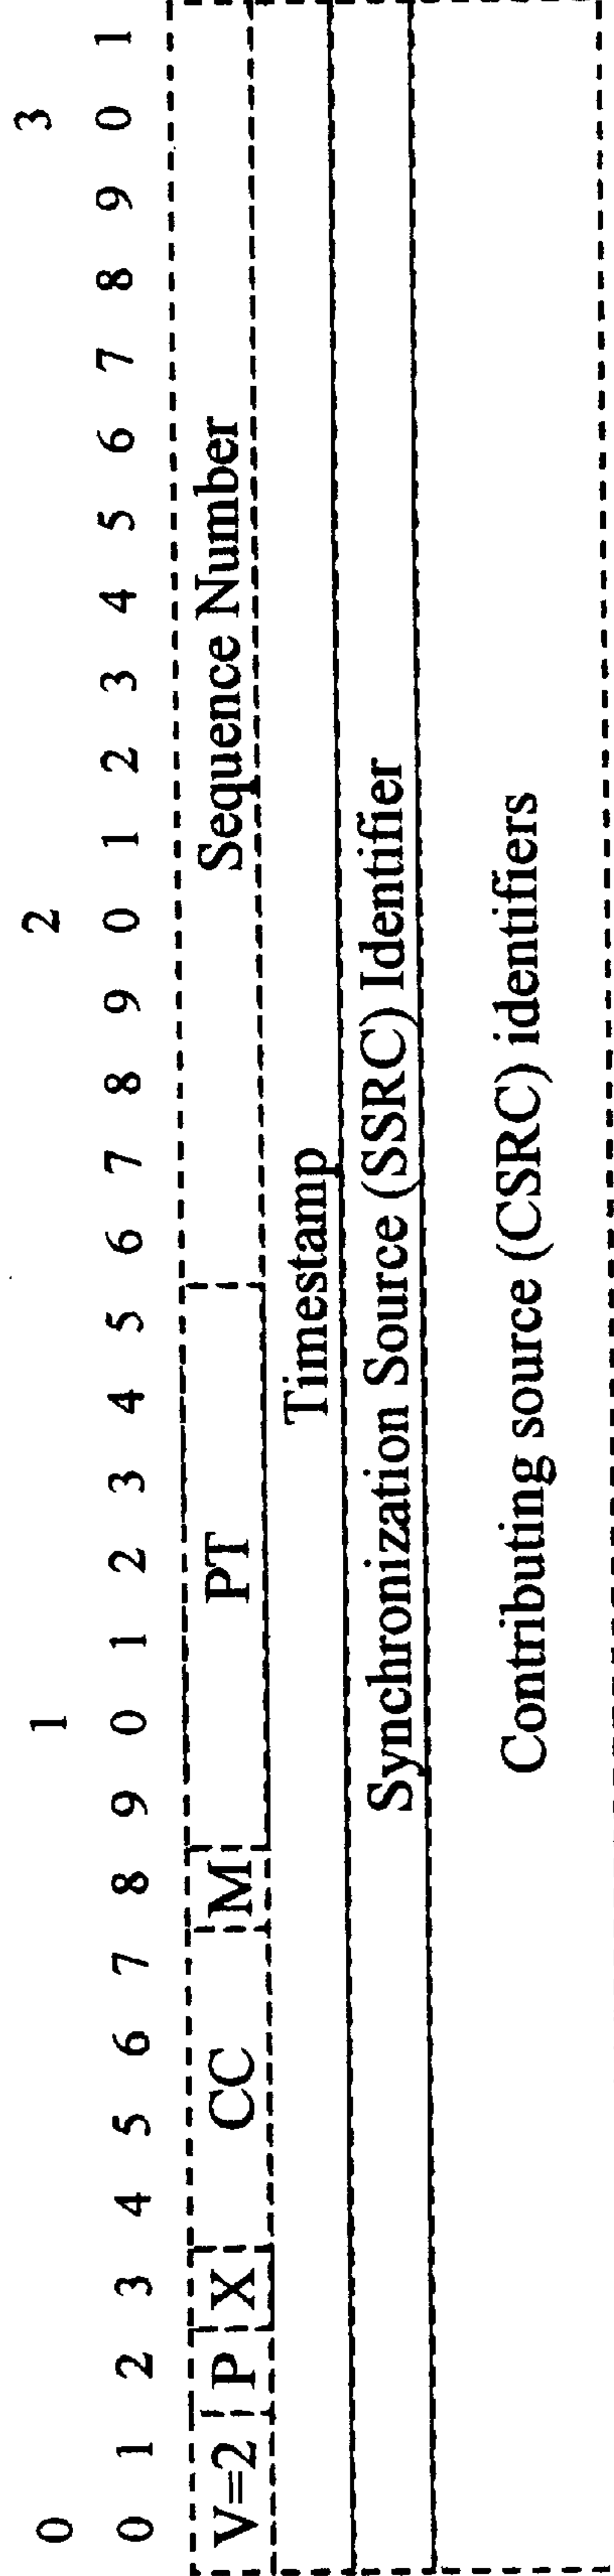 0 1 2 3
0 1 2 3 4 5 6 7 8 9 0 1 2 3 4 5 6 7 8 9 0 1 2 3 4 5 6 7 8 9 0 1
V=2 P X CC M PT Sequence Number
Timestamp
Synchronization Source (SSRC) Identifier
Contributing source (CSRC) identifiers